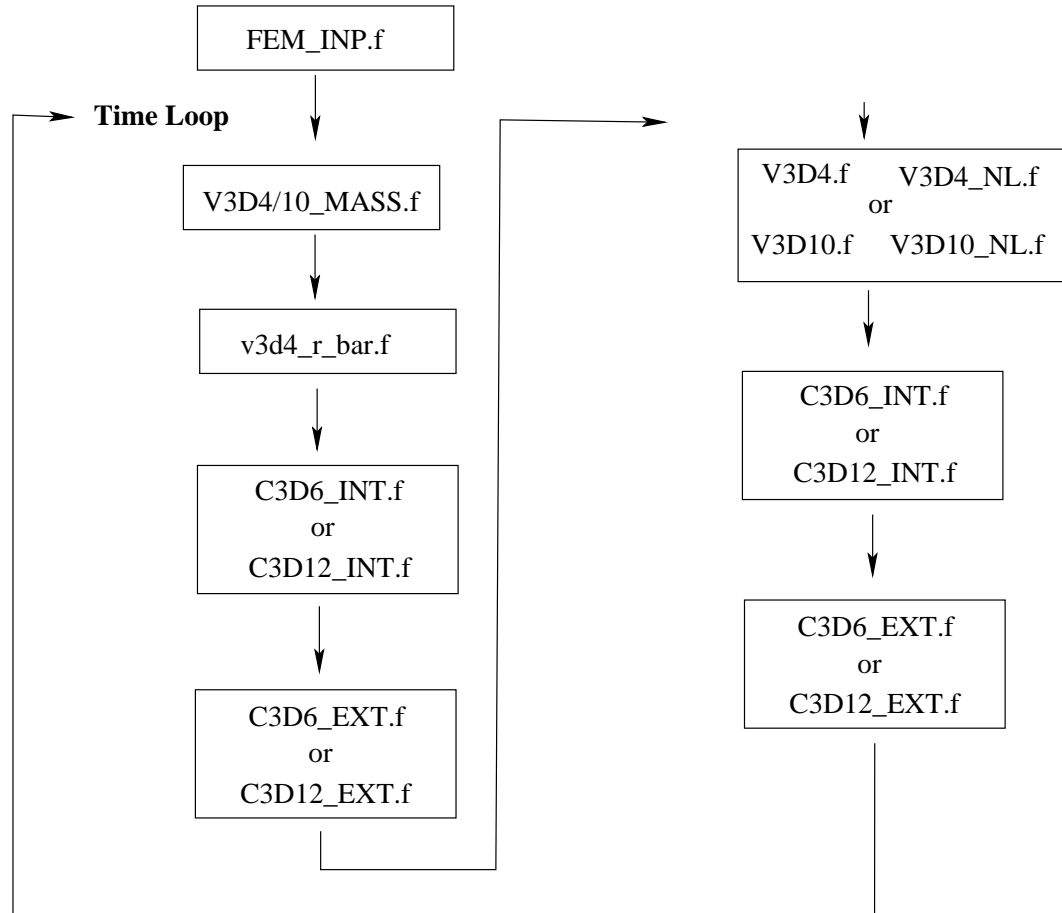 FEM_INP.f
Time Loop
V3D4/10_MASS.f
v3d4_r_bar.f
C3D6_INT.f
or
C3D12_INT.f
C3D6_EXT.f
or
C3D12_EXT.f
V3D4.f V3D4_NL.f
or
V3D10.f V3D10_NL.f
C3D6_INT.f
or
C3D12_INT.f
C3D6_EXT.f
or
C3D12_EXT.f